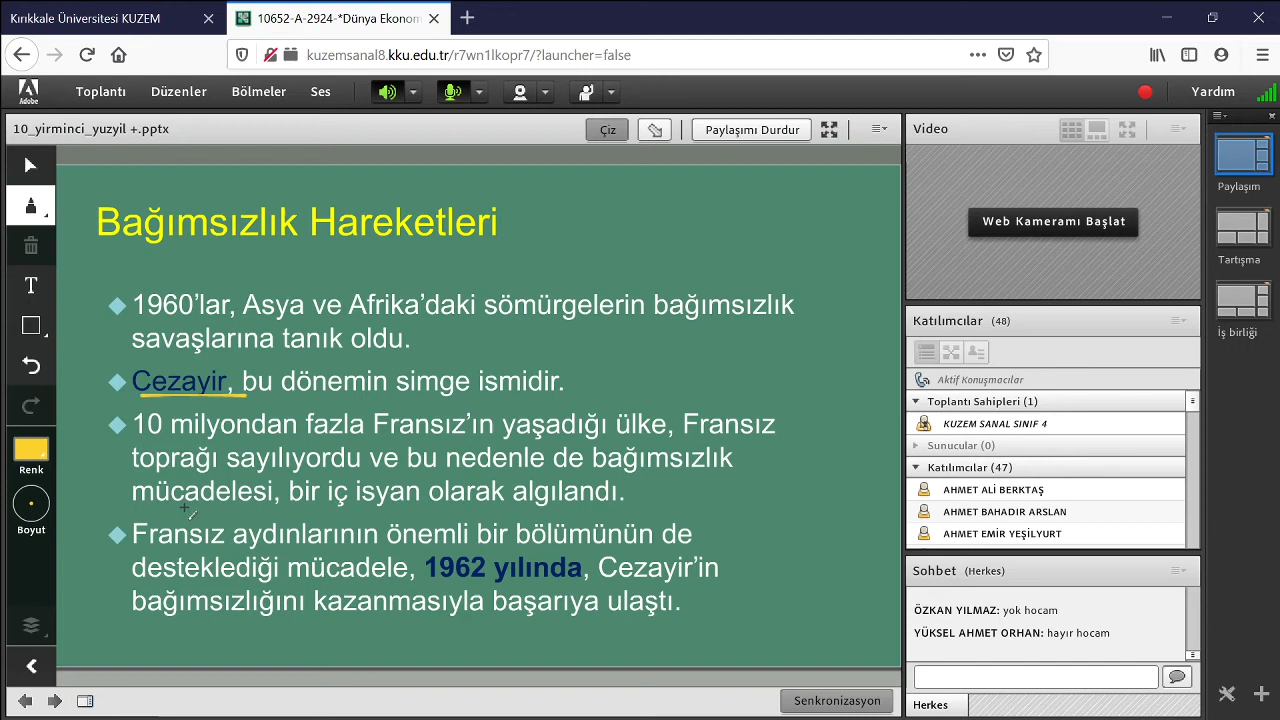 Kırıkkale Üniversitesi KUZEM
10652-A-2924-*Dünya Ekonom
kuzemsanal8.kku.edu.tr/r7wn1lkopr7/?launcher=false
Adobe
Toplantı
Düzenler
Bölmeler
Ses
Yardım
10_yirminci_yuzyil +.pptx
Çiz
Paylaşımı Durdur
Bağımsızlık Hareketleri
1960’lar, Asya ve Afrika’daki sömürgelerin bağımsızlık
savaşlarına tanık oldu.
Cezayir, bu dönemin simge ismidir.
10 milyondan fazla Fransız’ın yaşadığı ülke, Fransız
toprağı sayılıyordu ve bu nedenle de bağımsızlık
mücadelesi, bir iç isyan olarak algılandı.
Fransız aydınlarının önemli bir bölümünün de
desteklediği mücadele, 1962 yılında, Cezayir’in
bağımsızlığını kazanmasıyla başarıya ulaştı.
T
Renk
Boyut
Senkronizasyon
Video
Web Kameramı Başlat
Katılımcılar (48)
Aktif Konuşmacılar
Toplantı Sahipleri (1)
KUZEM SANAL SINIF 4
Sunucular (0)
Katılımcılar (47)
AHMET ALİ BERKTAŞ
AHMET BAHADIR ARSLAN
AHMET EMİR YEŞİLYURT
Sohbet (Herkes)
ÖZKAN YILMAZ: yok hocam
YÜKSEL AHMET ORHAN: hayır hocam
Herkes
Paylaşım
Tartışma
İş birliği